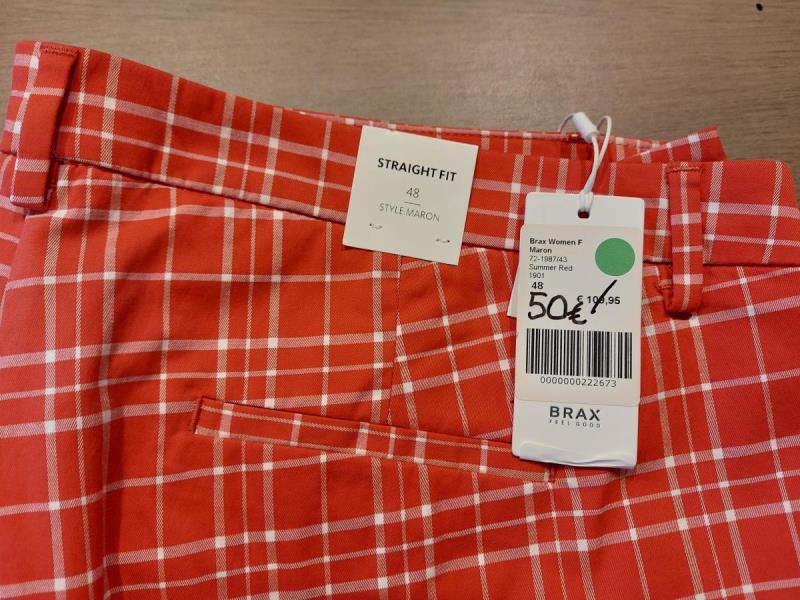 STRAIGHT FIT
48
STYLE.MARON
Brax Women F
Maron
72-1987/43
Summer Red
1901
48
€ 109,95
50€
0000000222673
BRAX
FEEL GOOD